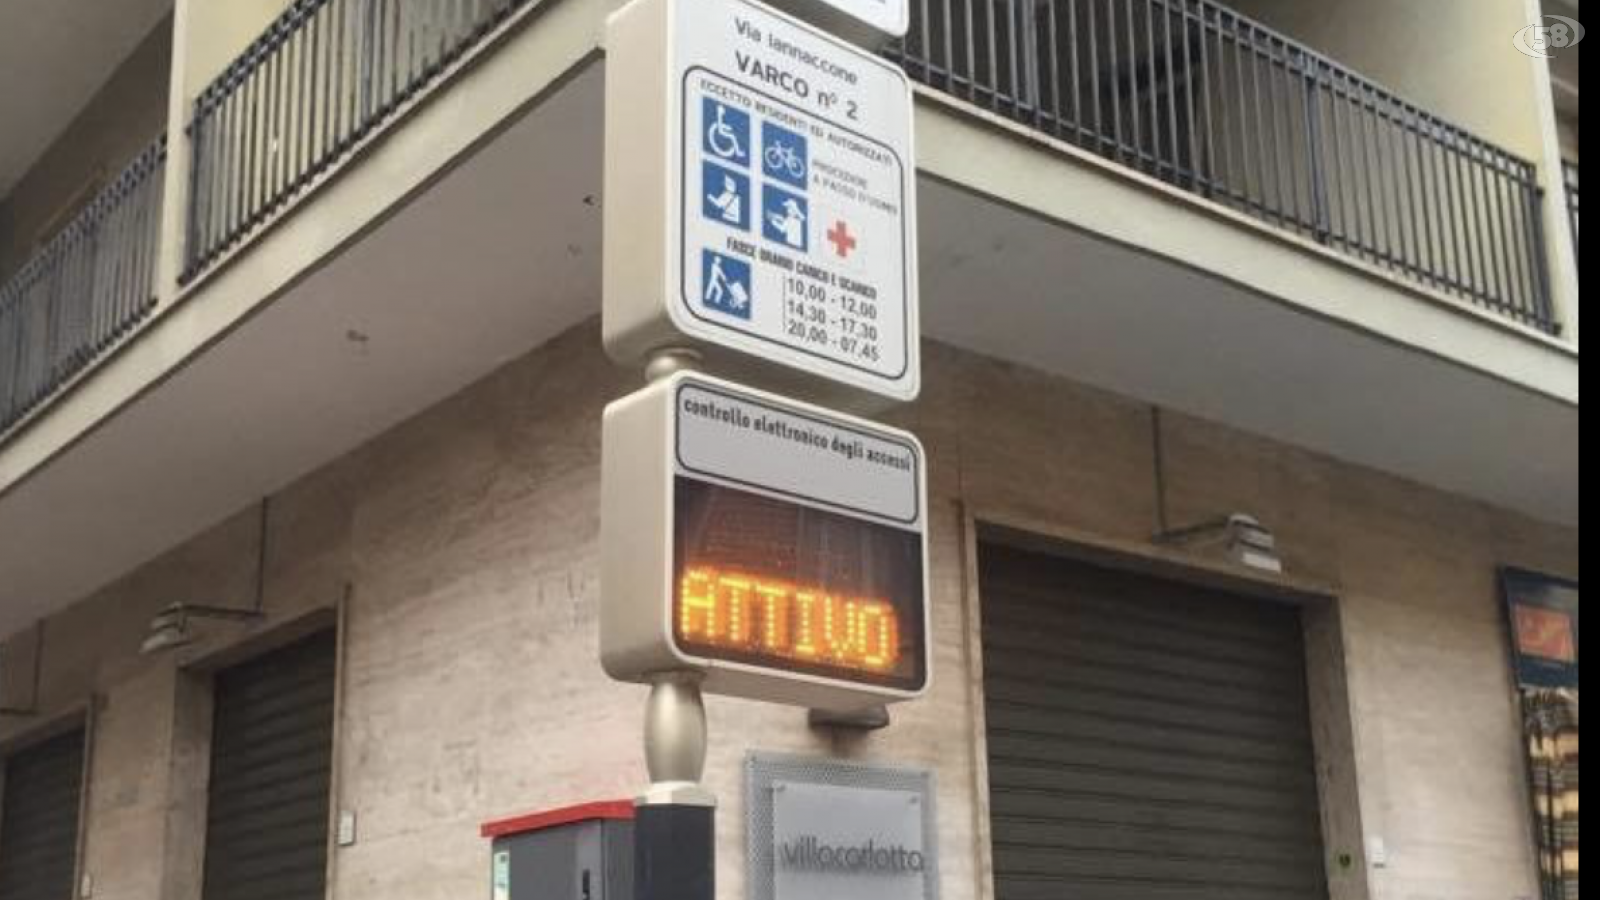 58
Via Iannaccone
VARCO n° 2
ECCETTO RESIDENTI ED AUTORIZZATI
PROCEDERE
A PASSO D'UOMO
FASCE ORARIO CARICO E SCARICO
10,00 - 12,00
14,30 - 17,30
20,00 - 07,45
controllo elettronico degli accessi
ATTIVO
villacarlotta